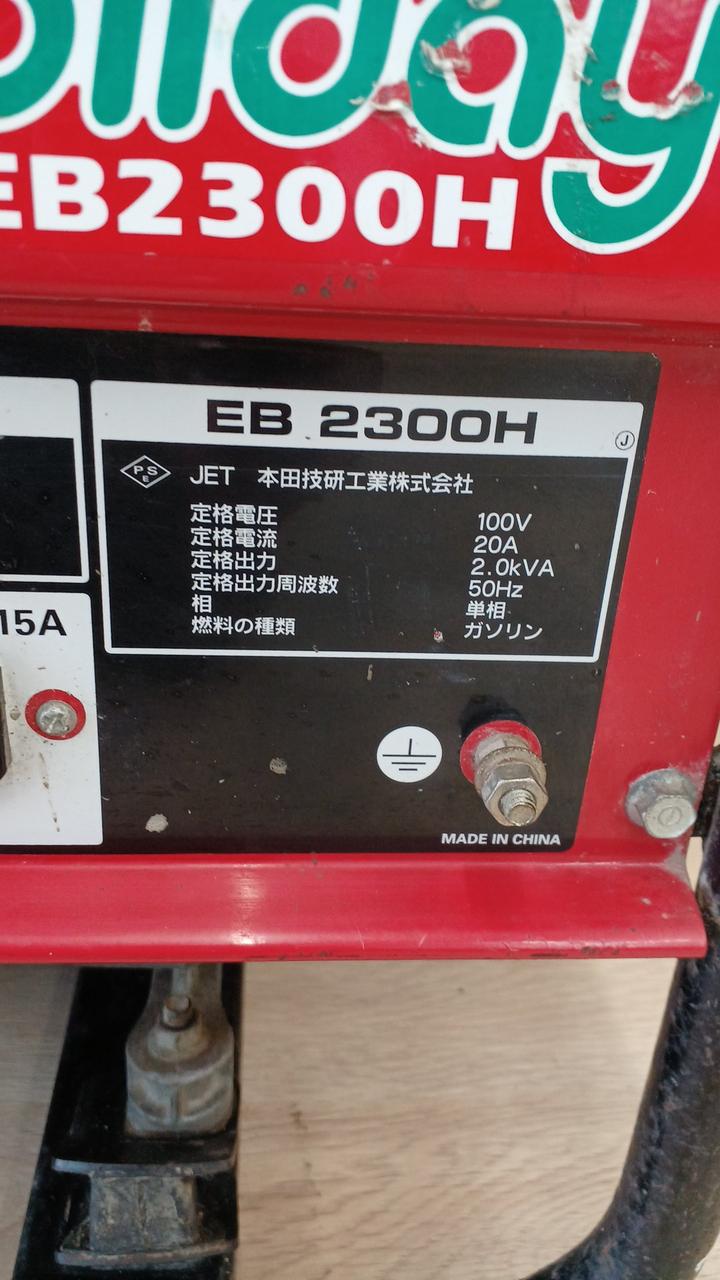 oliday
EB2300H
EB 2300H
J
PSE JET 本田技研工業株式会社
定格電圧 100V
定格電流 20A
定格出力 2.0kVA
定格出力周波数 50Hz
相 単相
燃料の種類 ガソリン
15A
MADE IN CHINA